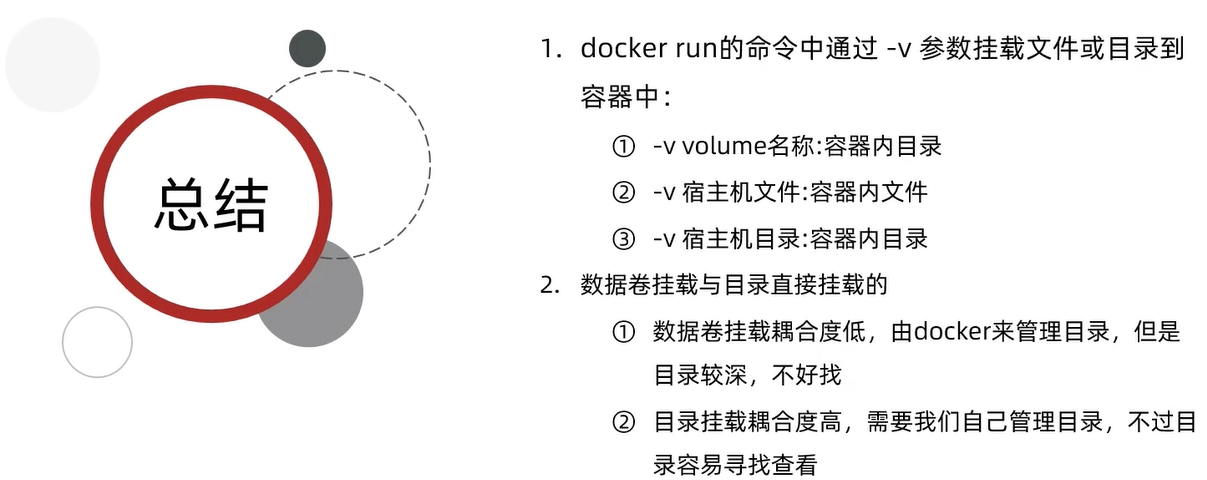 总结
1. docker run的命令中通过 -v 参数挂载文件或目录到
容器中：
① -v volume名称:容器内目录
② -v 宿主机文件:容器内文件
③ -v 宿主机目录:容器内目录
2. 数据卷挂载与目录直接挂载的
① 数据卷挂载耦合度低，由docker来管理目录，但是
目录较深，不好找
② 目录挂载耦合度高，需要我们自己管理目录，不过目
录容易寻找查看